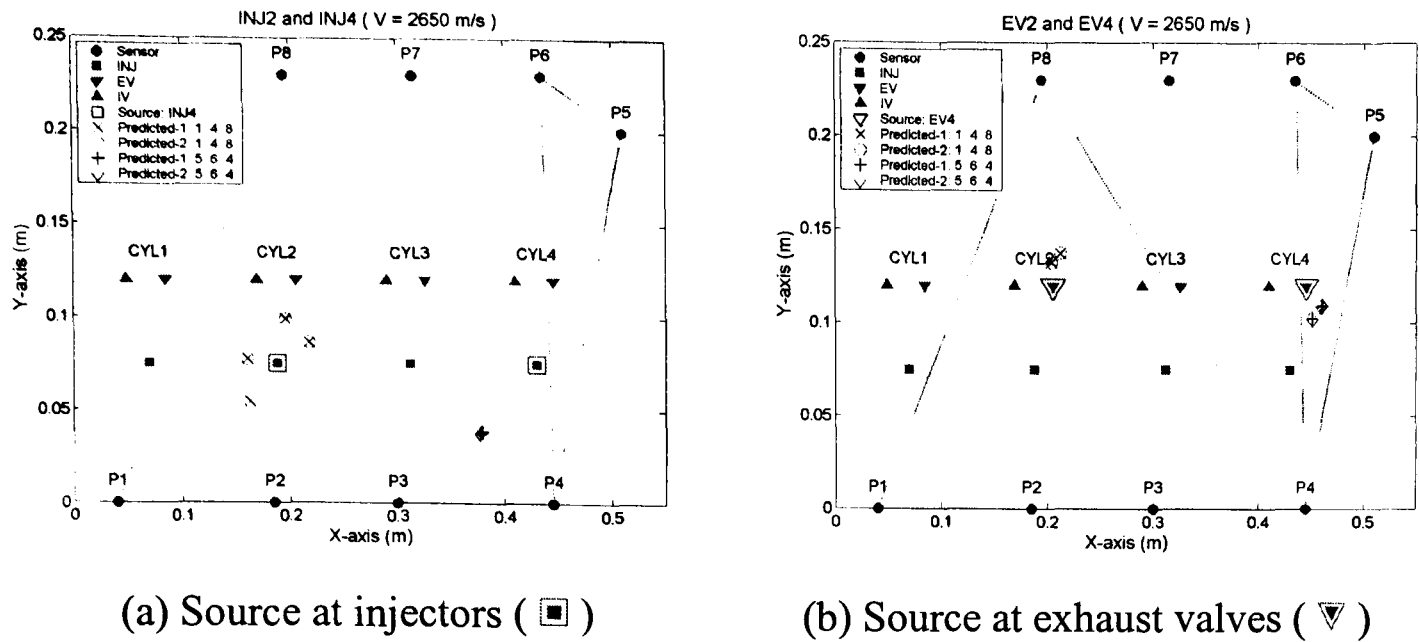 INJ2 and INJ4 ( V = 2650 m/s )
0.25
0.2
0.15
0.1
0.05
0
Y-axis (m)
Sensor
INJ
EV
IV
Source: INJ4
Predicted-1 1 4 8
Predicted-2 1 4 8
Predicted-1 5 6 4
Predicted-2 5 6 4
P8
P7
P6
P5
CYL1
CYL2
CYL3
CYL4
P1
P2
P3
P4
0
0.1
0.2
0.3
0.4
0.5
X-axis (m)
(a) Source at injectors ( )
EV2 and EV4 ( V = 2650 m/s )
0.25
0.2
0.15
0.1
0.05
0
Y-axis (m)
Sensor
INJ
EV
IV
Source: EV4
Predicted-1: 1 4 8
Predicted-2: 1 4 8
Predicted-1: 5 6 4
Predicted-2: 5 6 4
P8
P7
P6
P5
CYL1
CYL2
CYL3
CYL4
P1
P2
P3
P4
0
0.1
0.2
0.3
0.4
0.5
X-axis (m)
(b) Source at exhaust valves ( )